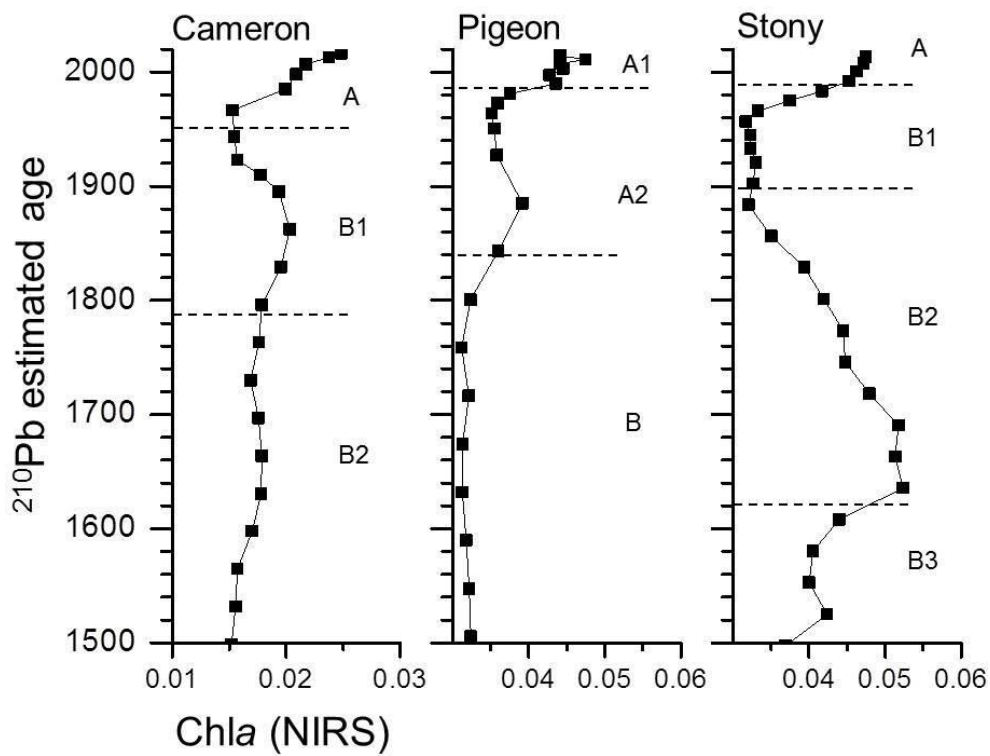 Cameron Pigeon Stony
2000
1900
1800
1700
1600
1500
210Pb estimated age
A
B1
B2
A1
A2
B
A
B1
B2
B3
0.01 0.02 0.03 0.04 0.05 0.06 0.04 0.05 0.06
Chla (NIRS)